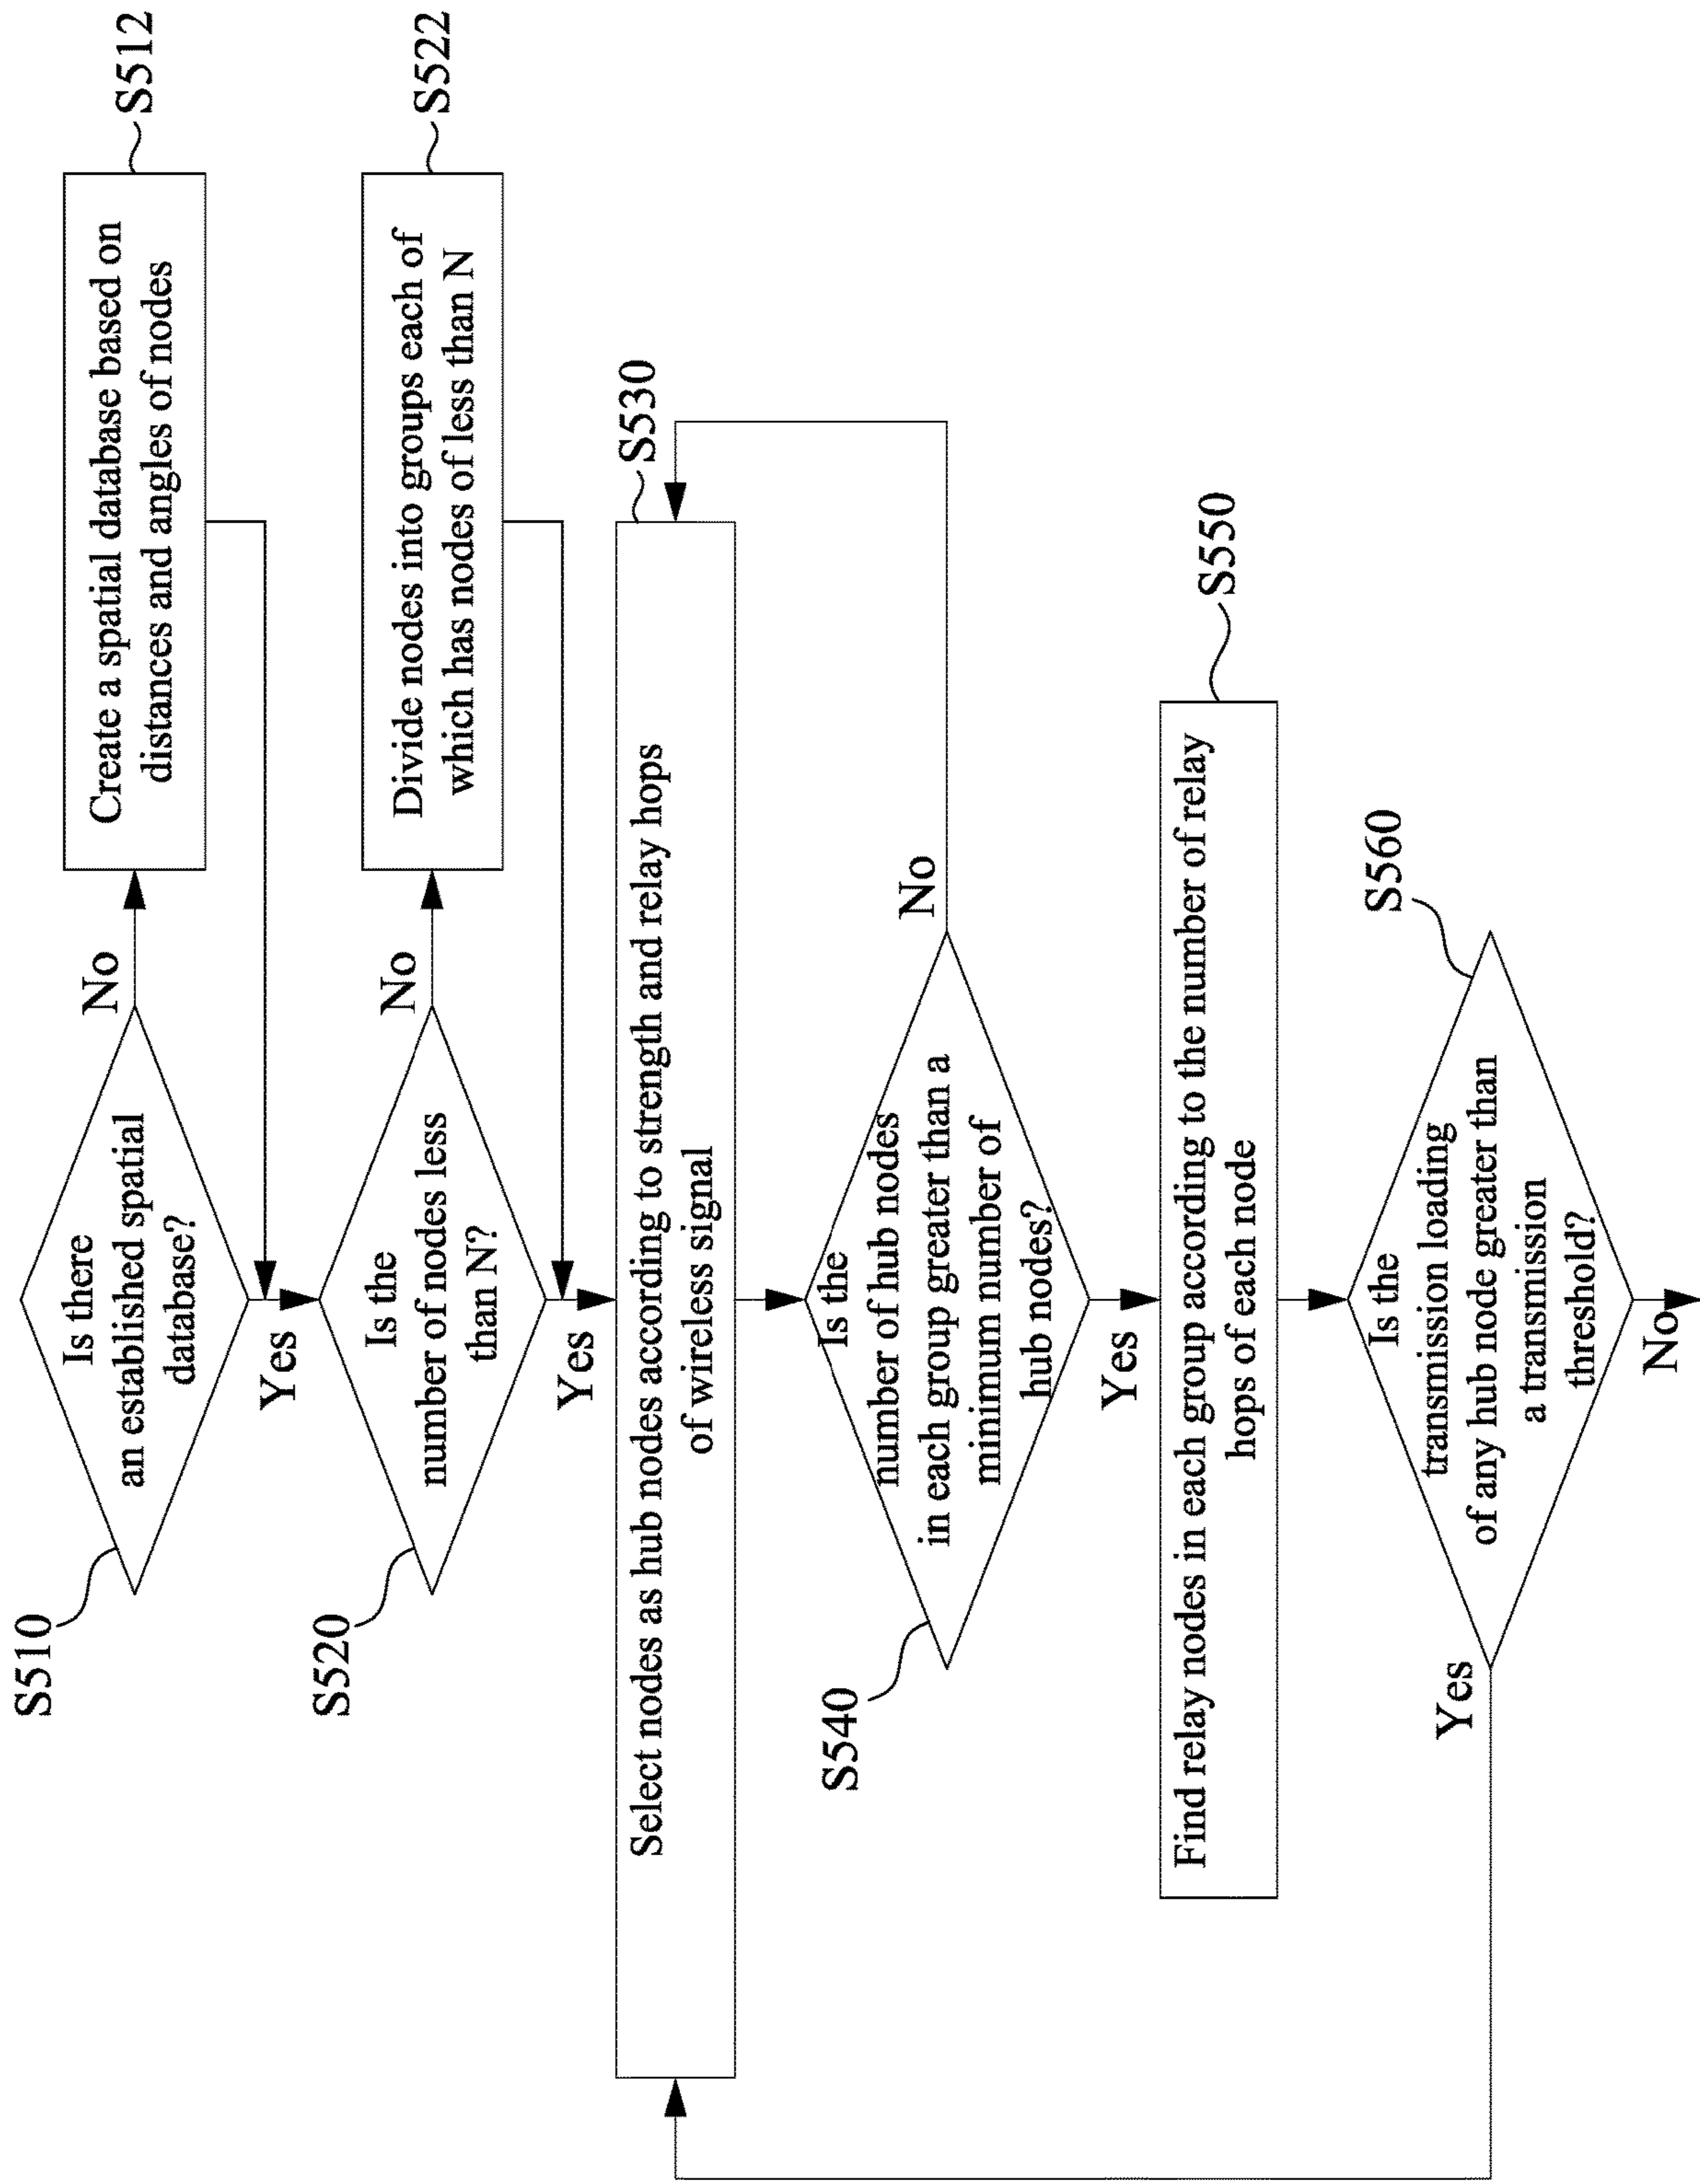 S510
Is there
an established spatial
database?
No
Create a spatial database based on
distances and angles of nodes
S512
Yes
S520
Is the
number of nodes less
than N?
No
Divide nodes into groups each of
which has nodes of less than N
S522
Yes
S530
Select nodes as hub nodes according to strength and relay hops
of wireless signal
S540
Is the
number of hub nodes
in each group greater than a
minimum number of
hub nodes?
No
Yes
S550
Find relay nodes in each group according to the number of relay
hops of each node
S560
Is the
transmission loading
of any hub node greater than
a transmission
threshold?
Yes
No